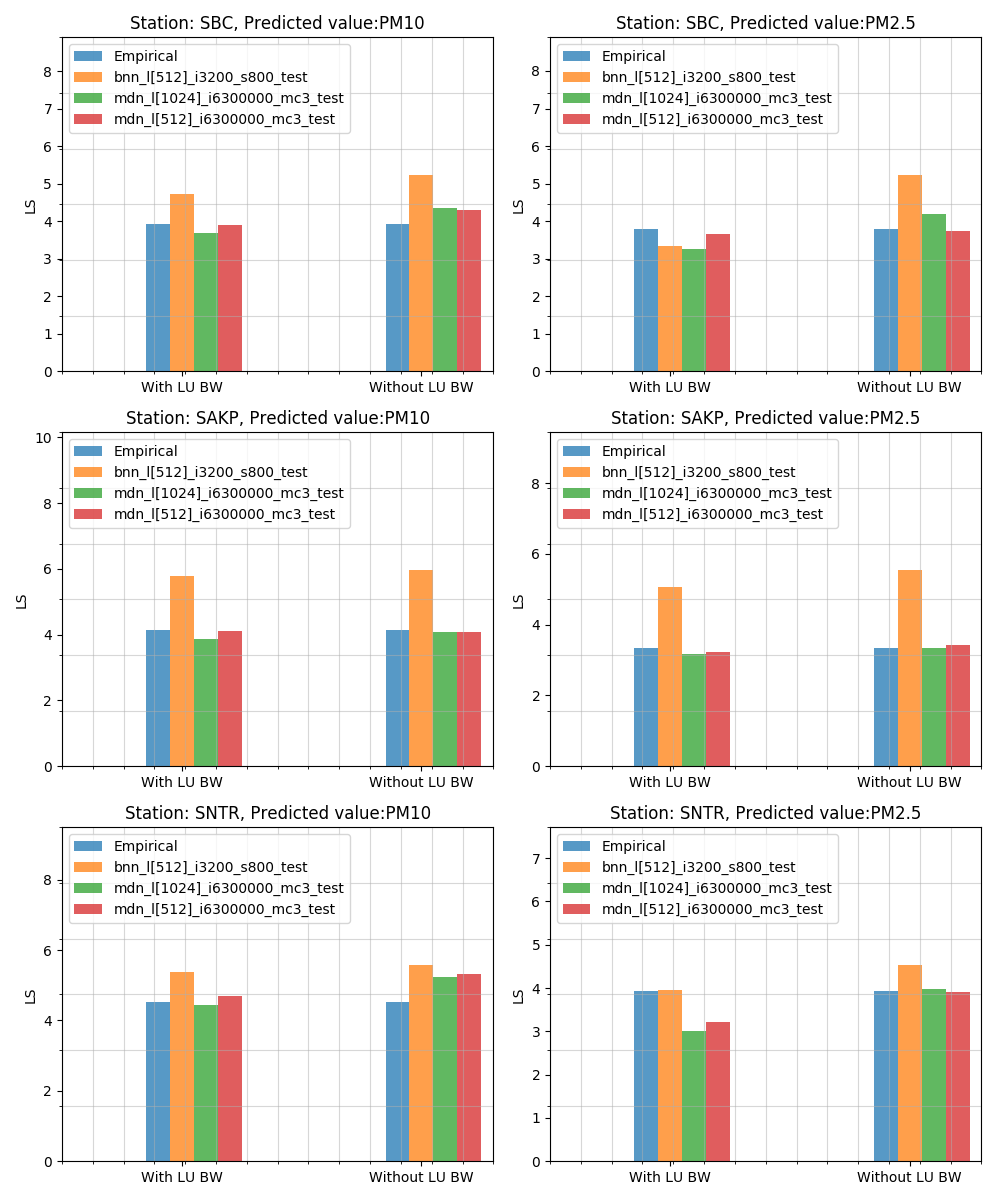 Station: SBC, Predicted value:PM10
Empirical
bnn_l[512]_i3200_s800_test
mdn_l[1024]_i6300000_mc3_test
mdn_l[512]_i6300000_mc3_test
8
7
6
5
4
3
2
1
0
LS
With LU BW
Without LU BW
Station: SBC, Predicted value:PM2.5
Empirical
bnn_l[512]_i3200_s800_test
mdn_l[1024]_i6300000_mc3_test
mdn_l[512]_i6300000_mc3_test
8
7
6
5
4
3
2
1
0
LS
With LU BW
Without LU BW
Station: SAKP, Predicted value:PM10
Empirical
bnn_l[512]_i3200_s800_test
mdn_l[1024]_i6300000_mc3_test
mdn_l[512]_i6300000_mc3_test
10
8
6
4
2
0
LS
With LU BW
Without LU BW
Station: SAKP, Predicted value:PM2.5
Empirical
bnn_l[512]_i3200_s800_test
mdn_l[1024]_i6300000_mc3_test
mdn_l[512]_i6300000_mc3_test
8
6
4
2
0
LS
With LU BW
Without LU BW
Station: SNTR, Predicted value:PM10
Empirical
bnn_l[512]_i3200_s800_test
mdn_l[1024]_i6300000_mc3_test
mdn_l[512]_i6300000_mc3_test
8
6
4
2
0
LS
With LU BW
Without LU BW
Station: SNTR, Predicted value:PM2.5
Empirical
bnn_l[512]_i3200_s800_test
mdn_l[1024]_i6300000_mc3_test
mdn_l[512]_i6300000_mc3_test
7
6
5
4
3
2
1
0
LS
With LU BW
Without LU BW